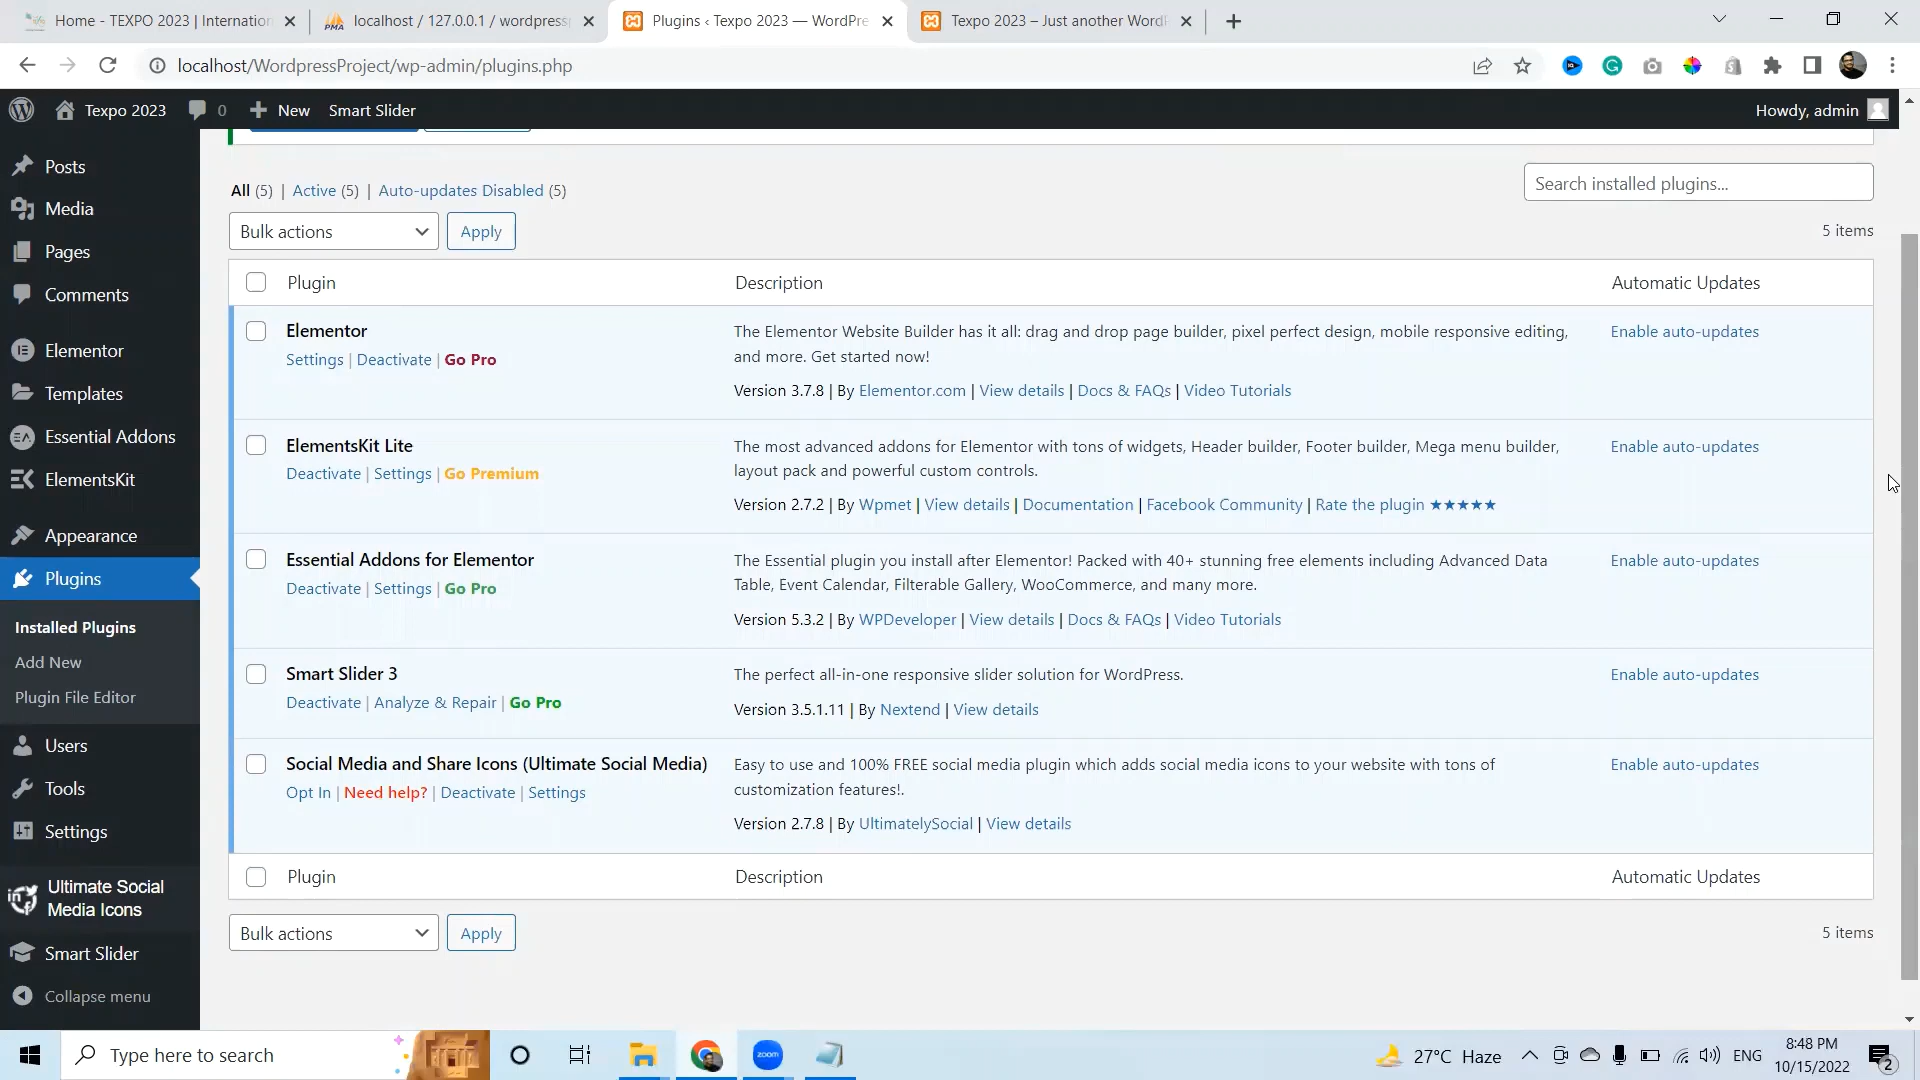 Home - TEXPO 2023 | Internation
localhost / 127.0.0.1 / wordpressp
Plugins ‹ Texpo 2023 — WordPre
Texpo 2023 – Just another WordP
localhost/WordpressProject/wp-admin/plugins.php
Texpo 2023
0
New
Smart Slider
Howdy, admin
Posts
Media
Pages
Comments
Elementor
Templates
Essential Addons
ElementsKit
Appearance
Plugins
Installed Plugins
Add New
Plugin File Editor
Users
Tools
Settings
Ultimate Social
Media Icons
Smart Slider
Collapse menu
All (5) | Active (5) | Auto-updates Disabled (5)
Search installed plugins...
Bulk actions
Apply
5 items
Plugin
Description
Automatic Updates
Elementor
Settings | Deactivate | Go Pro
The Elementor Website Builder has it all: drag and drop page builder, pixel perfect design, mobile responsive editing,
and more. Get started now!
Version 3.7.8 | By Elementor.com | View details | Docs & FAQs | Video Tutorials
Enable auto-updates
ElementsKit Lite
Deactivate | Settings | Go Premium
The most advanced addons for Elementor with tons of widgets, Header builder, Footer builder, Mega menu builder,
layout pack and powerful custom controls.
Version 2.7.2 | By Wpmet | View details | Documentation | Facebook Community | Rate the plugin ★★★★★
Enable auto-updates
Essential Addons for Elementor
Deactivate | Settings | Go Pro
The Essential plugin you install after Elementor! Packed with 40+ stunning free elements including Advanced Data
Table, Event Calendar, Filterable Gallery, WooCommerce, and many more.
Version 5.3.2 | By WPDeveloper | View details | Docs & FAQs | Video Tutorials
Enable auto-updates
Smart Slider 3
Deactivate | Analyze & Repair | Go Pro
The perfect all-in-one responsive slider solution for WordPress.
Version 3.5.1.11 | By Nextend | View details
Enable auto-updates
Social Media and Share Icons (Ultimate Social Media)
Opt In | Need help? | Deactivate | Settings
Easy to use and 100% FREE social media plugin which adds social media icons to your website with tons of
customization features!.
Version 2.7.8 | By UltimatelySocial | View details
Enable auto-updates
Plugin
Description
Automatic Updates
Bulk actions
Apply
5 items
Type here to search
zoom
27°C Haze
ENG
8:48 PM
10/15/2022
2